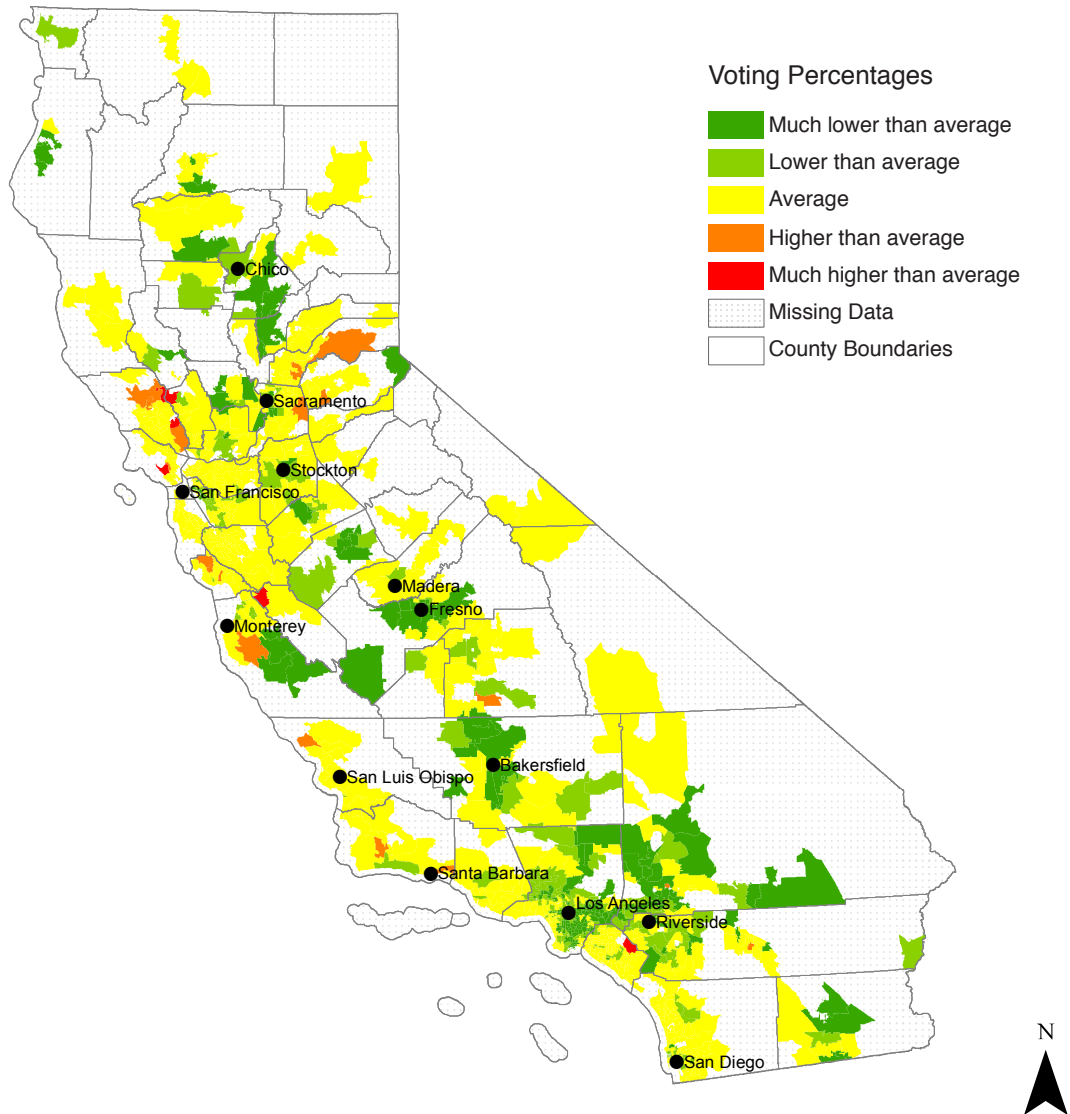 Voting Percentages
Much lower than average
Lower than average
Average
Higher than average
Much higher than average
Missing Data
County Boundaries
Chico
Sacramento
Stockton
San Francisco
Madera
Fresno
Monterey
Bakersfield
San Luis Obispo
Santa Barbara
Los Angeles
Riverside
N
San Diego